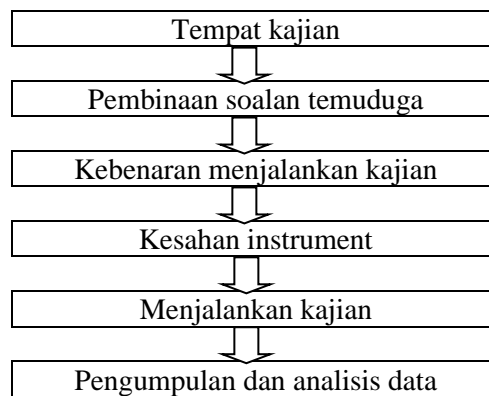 Tempat kajian
Pembinaan soalan temuduga
Kebenaran menjalankan kajian
Kesahan instrument
Menjalankan kajian
Pengumpulan dan analisis data